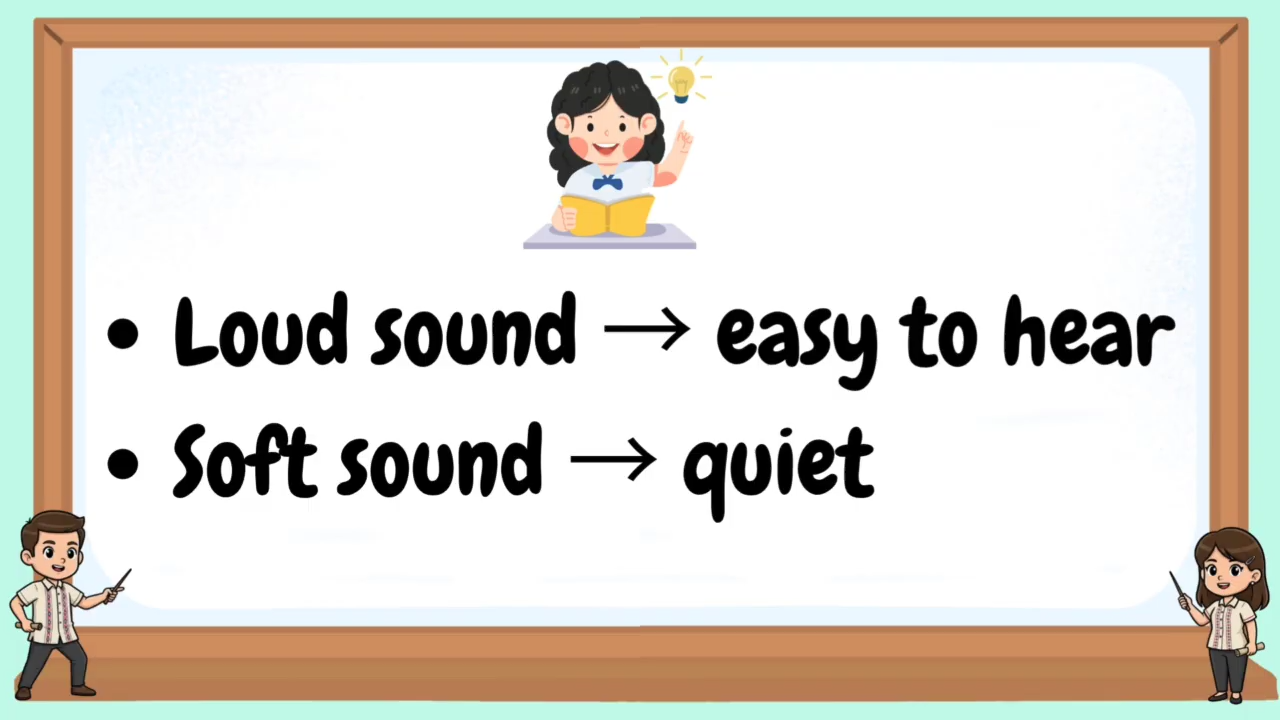 • Loud sound → easy to hear
• Soft sound → quiet